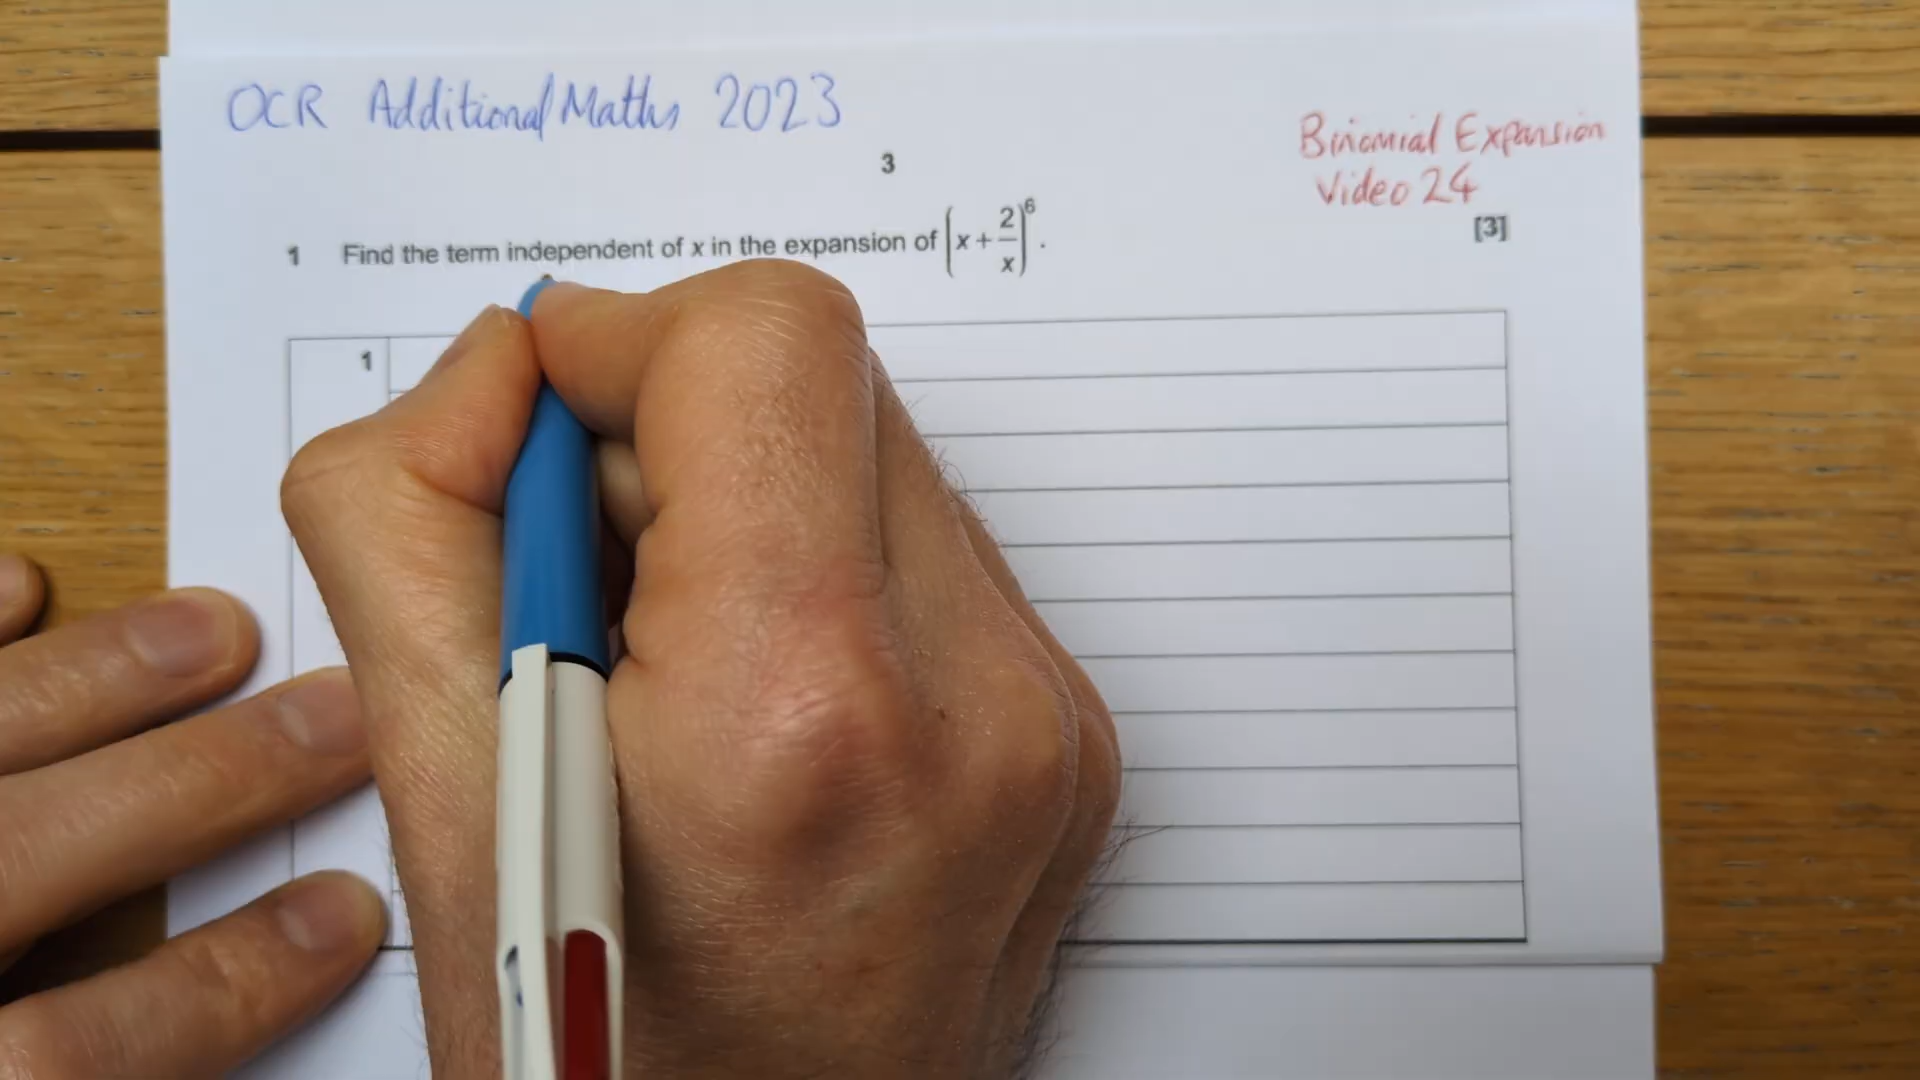 OCR Additional Maths 2023
Binomial Expansion
Video 24
3
[3]
1 Find the term independent of x in the expansion of (x + 2/x)^6.
1